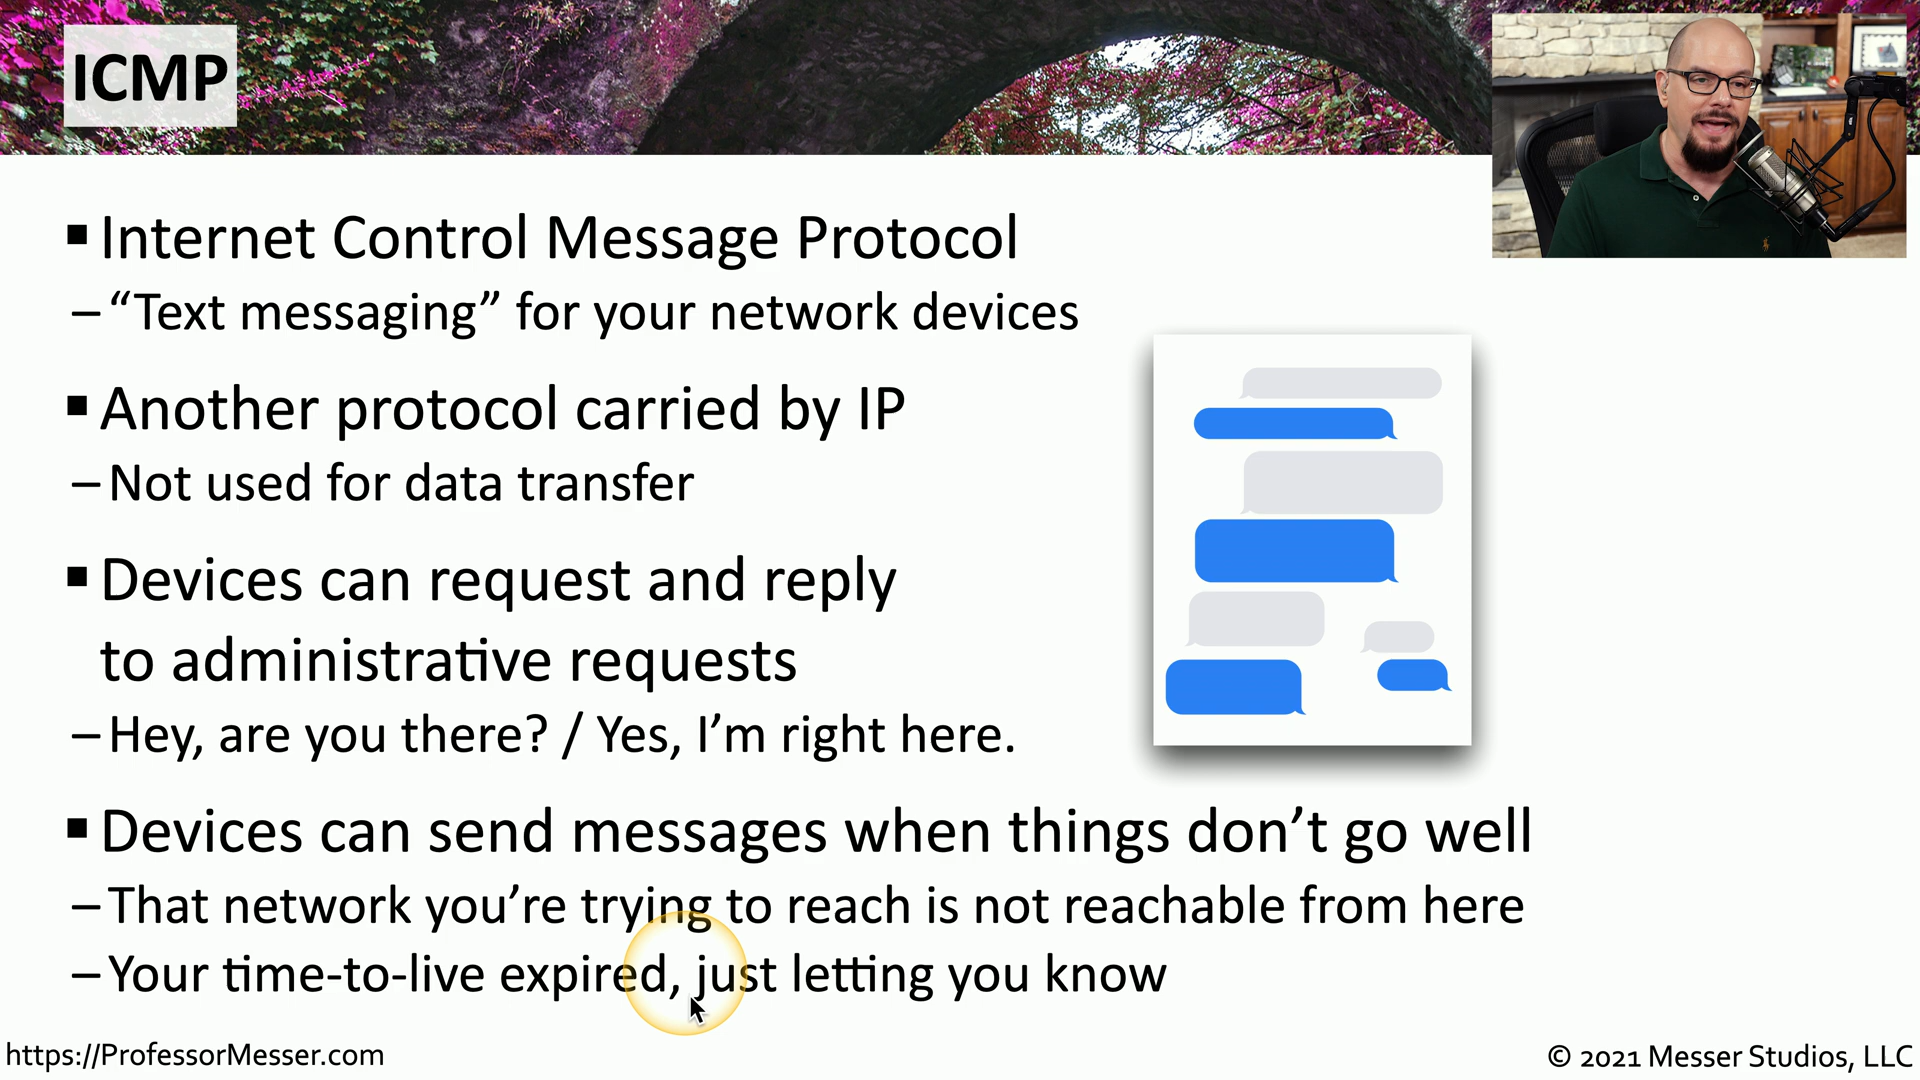 ICMP
▪ Internet Control Message Protocol
– “Text messaging” for your network devices
▪ Another protocol carried by IP
– Not used for data transfer
▪ Devices can request and reply
to administrative requests
– Hey, are you there? / Yes, I’m right here.
▪ Devices can send messages when things don’t go well
– That network you’re trying to reach is not reachable from here
– Your time-to-live expired, just letting you know
https://ProfessorMesser.com
© 2021 Messer Studios, LLC